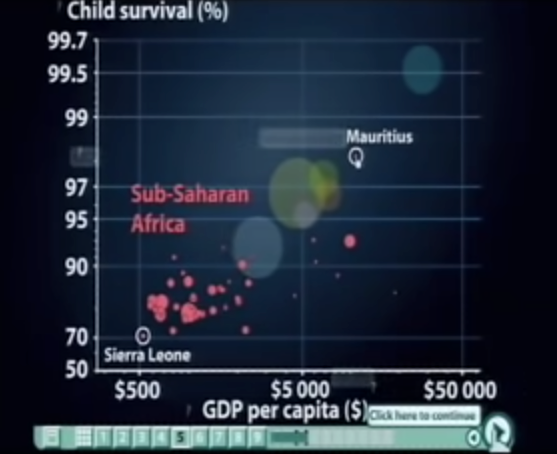 Child survival (%)
99.7
99.5
99
Mauritius
97
Sub-Saharan
Africa
95
90
70
Sierra Leone
50
$500
$5 000
$50 000
GDP per capita ($)
Click here to continue
1 2 3 4 5 6 7 8 9